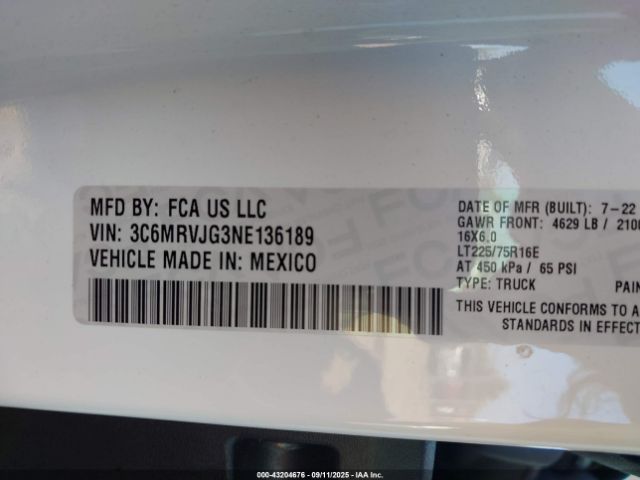 MFD BY: FCA US LLC
VIN: 3C6MRVJG3NE136189
VEHICLE MADE IN: MEXICO
DATE OF MFR (BUILT): 7-22
GAWR FRONT: 4629 LB / 2100
16X6.0
LT225/75R16E
AT 450 kPa / 65 PSI
TYPE: TRUCK PAIN
THIS VEHICLE CONFORMS TO A
STANDARDS IN EFFECT
000-43204676 - 09/11/2025 - IAA Inc.